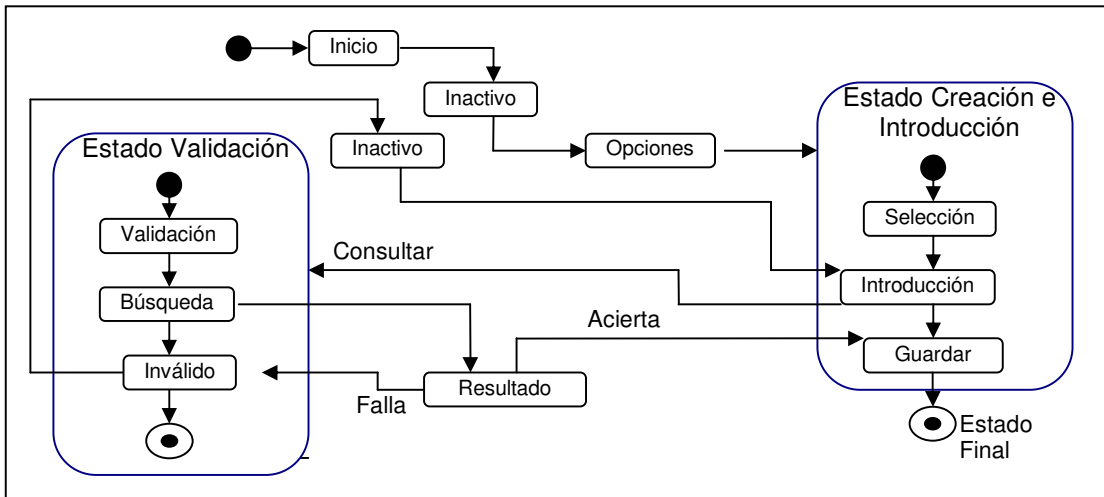 Inicio
Inactivo
Estado Creación e
Introducción
Estado Validación
Inactivo
Opciones
Selección
Validación
Consultar
Introducción
Búsqueda
Acierta
Guardar
Inválido
Resultado
Falla
Estado
Final